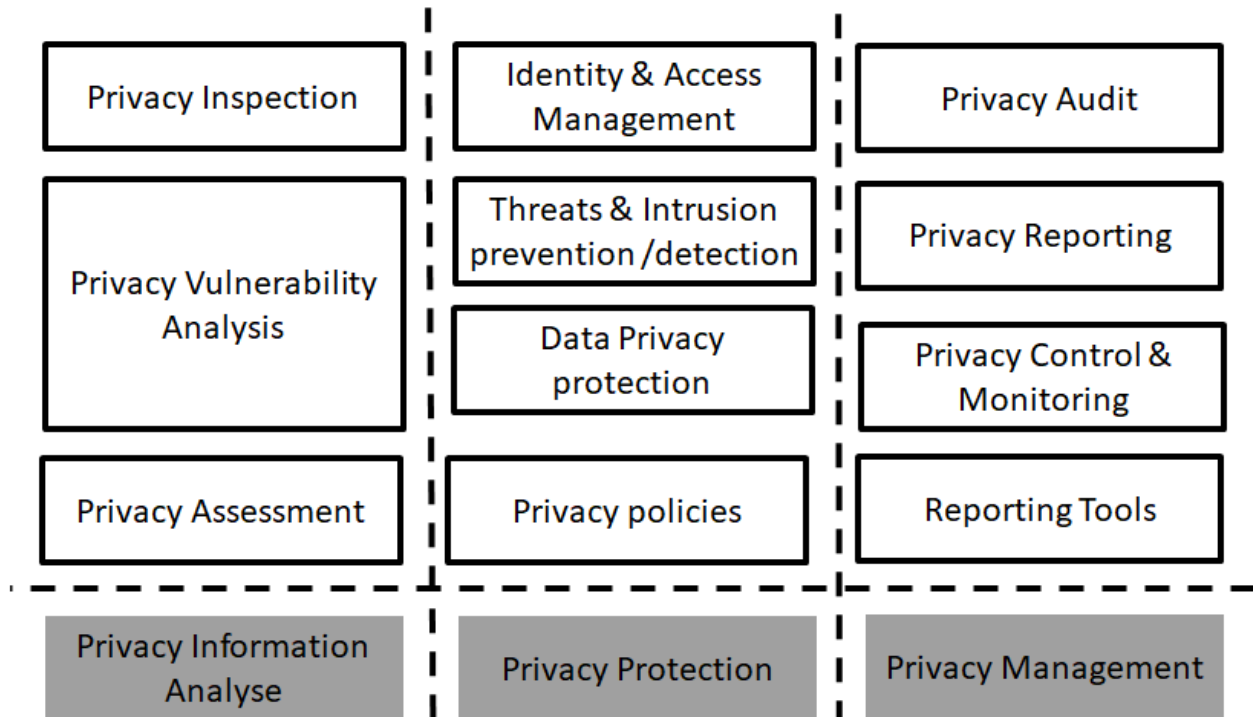 Privacy Inspection
Privacy Vulnerability
Analysis
Privacy Assessment
Identity & Access
Management
Threats & Intrusion
prevention /detection
Data Privacy
protection
Privacy policies
Privacy Audit
Privacy Reporting
Privacy Control &
Monitoring
Reporting Tools
Privacy Information
Analyse
Privacy Protection
Privacy Management